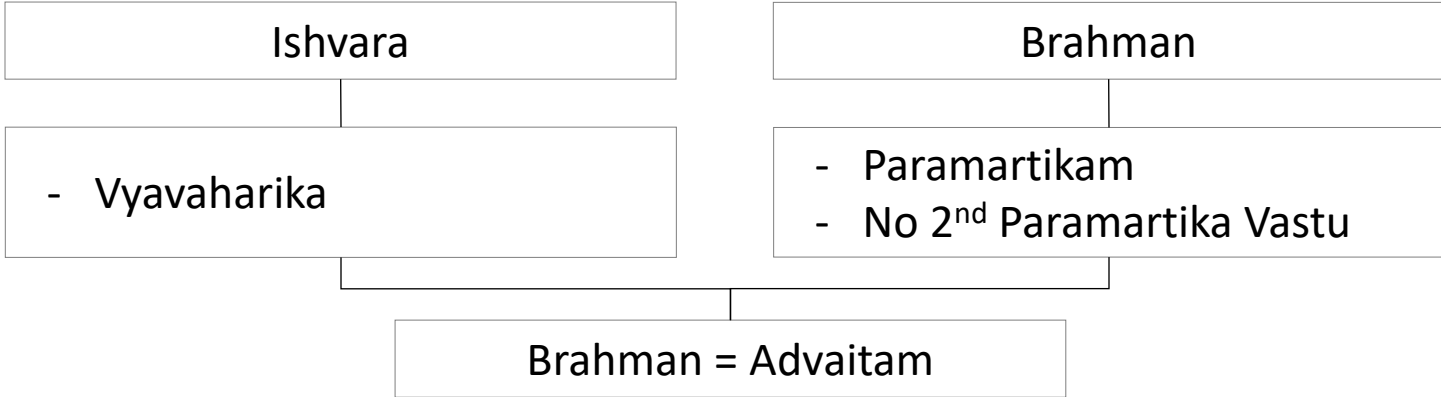 Ishvara
Brahman
- Vyavaharika
- Paramartikam
- No 2nd Paramartika Vastu
Brahman = Advaitam